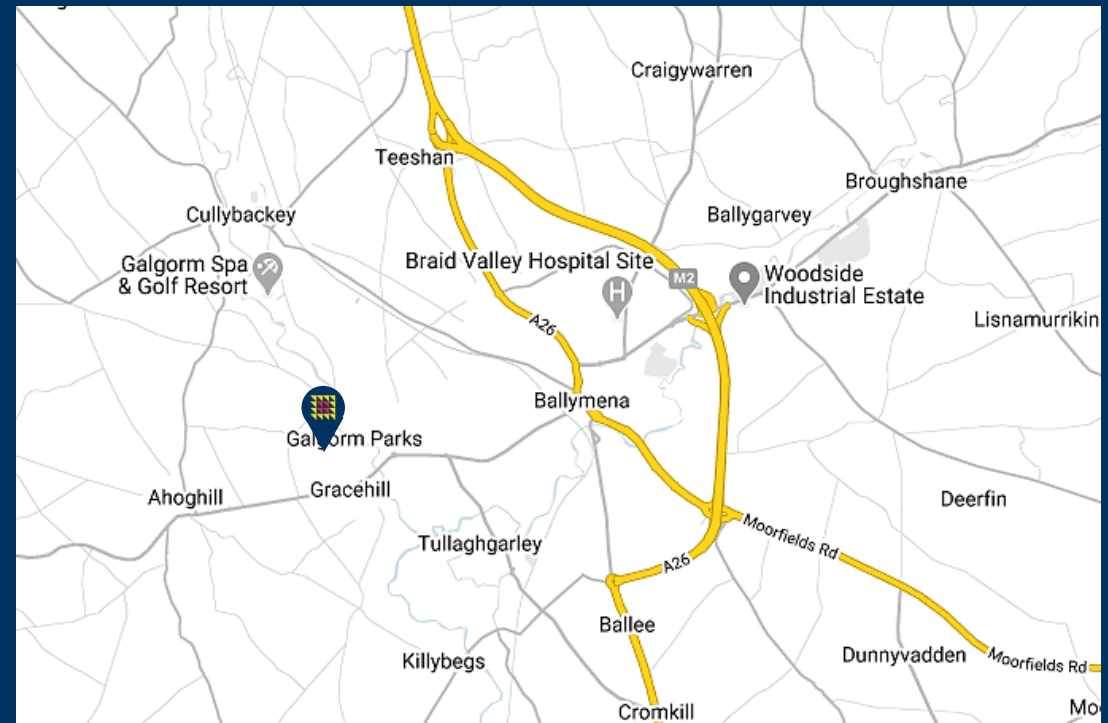 Craigywarren
Teeshan
Broughshane
Cullybackey
Ballygarvey
Galgorm Spa
& Golf Resort
Braid Valley Hospital Site
H
M2
Woodside
Industrial Estate
A26
Lisnamurrikin
Ballymena
Galgorm Parks
Gracehill
Ahoghill
Deerfin
Moorfields Rd
Tullaghgarley
A26
Ballee
Killybegs
Dunnyvadden
Moorfields Rd
Cromkill